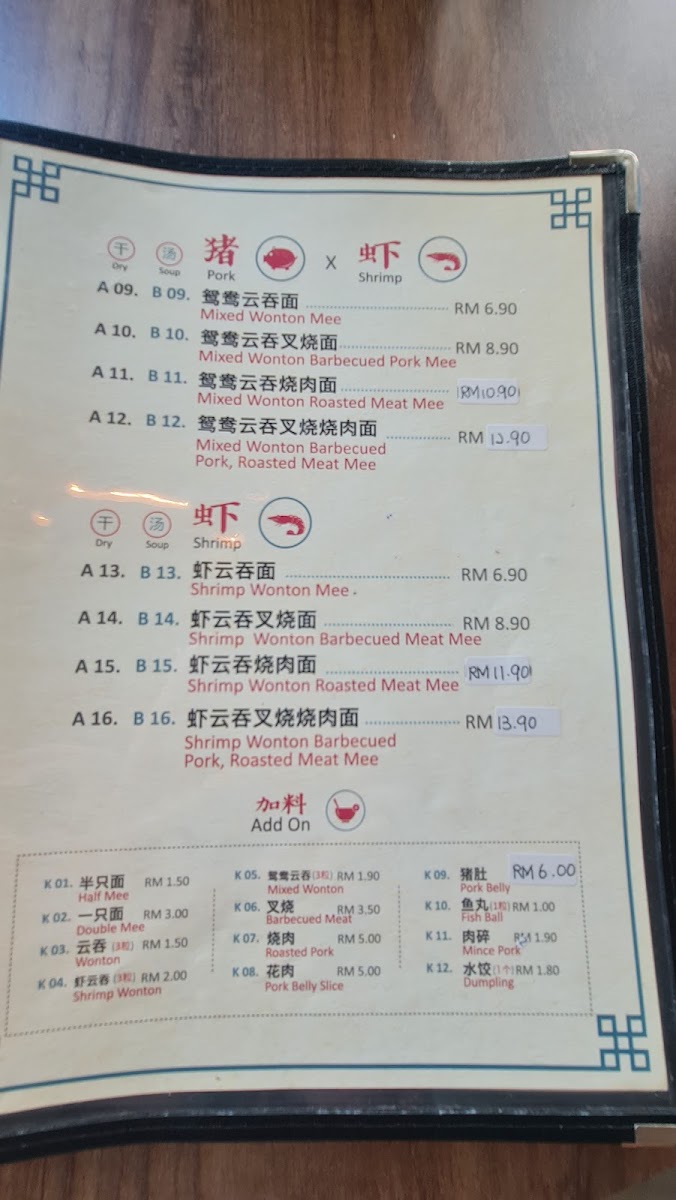 干 汤 猪 X 虾
Dry Soup Pork Shrimp
A 09. B 09. 鸳鸯云吞面 RM 6.90
Mixed Wonton Mee
A 10. B 10. 鸳鸯云吞叉烧面 RM 8.90
Mixed Wonton Barbecued Pork Mee
A 11. B 11. 鸳鸯云吞烧肉面 RM10.90
Mixed Wonton Roasted Meat Mee
A 12. B 12. 鸳鸯云吞叉烧烧肉面 RM
Mixed Wonton Barbecued
Pork, Roasted Meat Mee
干 汤 虾
Dry Soup Shrimp
A 13. B 13. 虾云吞面 RM 6.90
Shrimp Wonton Mee
A 14. B 14. 虾云吞叉烧面 RM 8.90
Shrimp Wonton Barbecued Meat Mee
A 15. B 15. 虾云吞烧肉面 RM 11.90
Shrimp Wonton Roasted Meat Mee
A 16. B 16. 虾云吞叉烧烧肉面 RM 13.90
Shrimp Wonton Barbecued
Pork, Roasted Meat Mee
加料
Add On
K 01. 半只面 RM 1.50
Half Mee
K 02. 一只面 RM 3.00
Double Mee
K 03. 云吞 (3粒) RM 1.50
Wonton
K 04. 虾云吞 (3粒) RM 2.00
Shrimp Wonton
K 05. 鸳鸯云吞 (3粒) RM 1.90
Mixed Wonton
K 06. 叉烧 RM 3.50
Barbecued Meat
K 07. 烧肉 RM 5.00
Roasted Pork
K 08. 花肉 RM 5.00
Pork Belly Slice
K 09. 猪肚 RM 6.00
Pork Belly
K 10. 鱼丸 (1粒) RM 1.00
Fish Ball
K 11. 肉碎 RM 1.90
Mince Pork
K 12. 水饺 (1个) RM 1.80
Dumpling